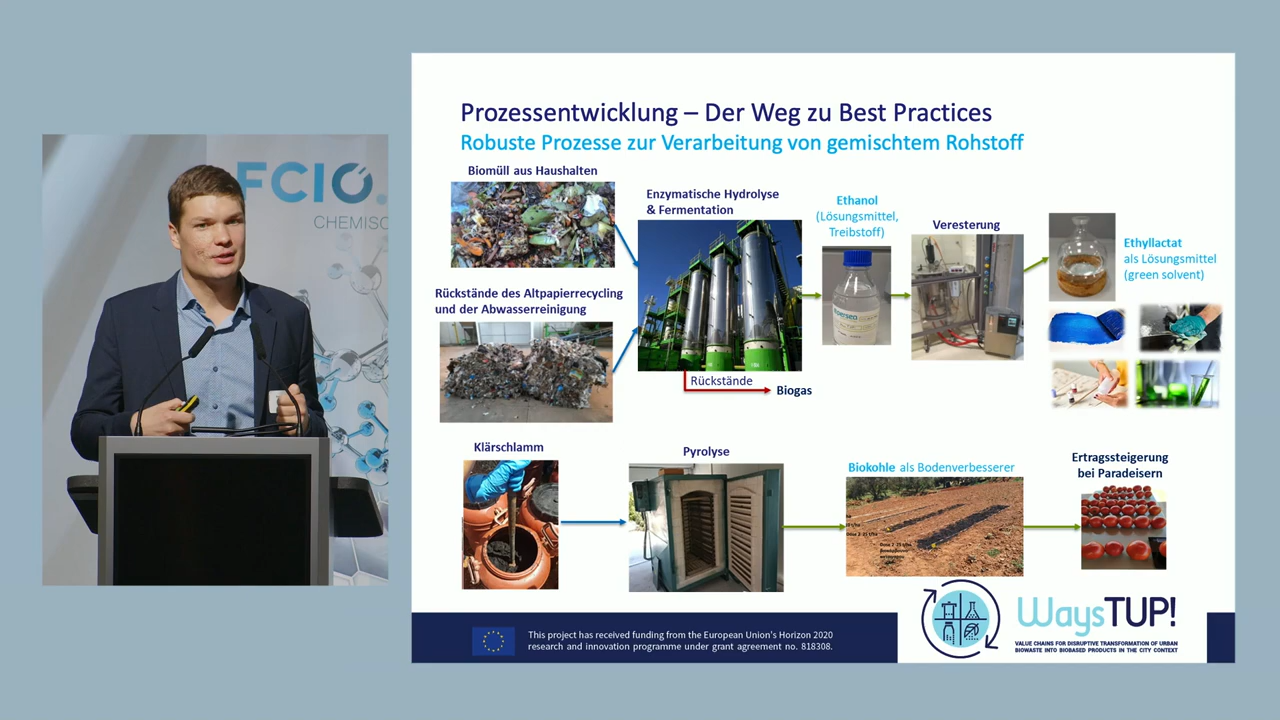 FCIO.
CHEMISC
Prozessentwicklung – Der Weg zu Best Practices
Robuste Prozesse zur Verarbeitung von gemischtem Rohstoff
Biomüll aus Haushalten
Rückstände des Altpapierrecycling
und der Abwasserreinigung
Enzymatische Hydrolyse
& Fermentation
Rückstände
Biogas
Ethanol
(Lösungsmittel,
Treibstoff)
Veresterung
Ethyllactat
als Lösungsmittel
(green solvent)
Klärschlamm
Pyrolyse
Biokohle als Bodenverbesserer
Ertragssteigerung
bei Paradeisern
This project has received funding from the European Union's Horizon 2020
research and innovation programme under grant agreement no. 818308.
WaysTUP!
VALUE CHAINS FOR DISRUPTIVE TRANSFORMATION OF URBAN
BIOWASTE INTO BIOBASED PRODUCTS IN THE CITY CONTEXT